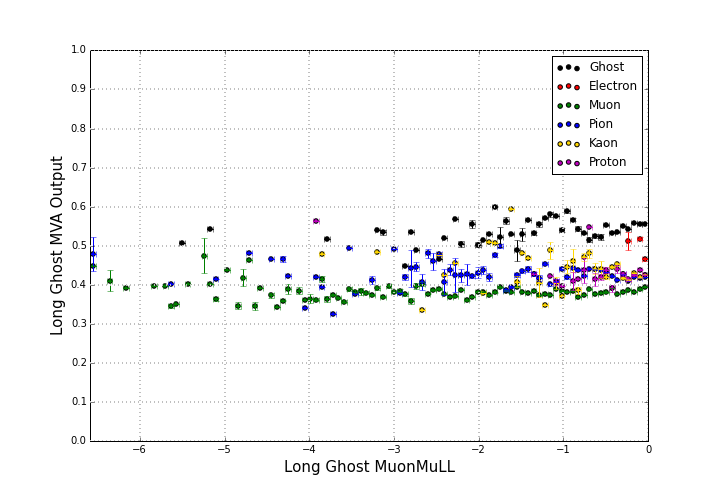 1.0
0.9
0.8
0.7
0.6
0.5
0.4
0.3
0.2
0.1
0.0
Long Ghost MVA Output
Ghost
Electron
Muon
Pion
Kaon
Proton
−6 −5 −4 −3 −2 −1 0
Long Ghost MuonMuLL